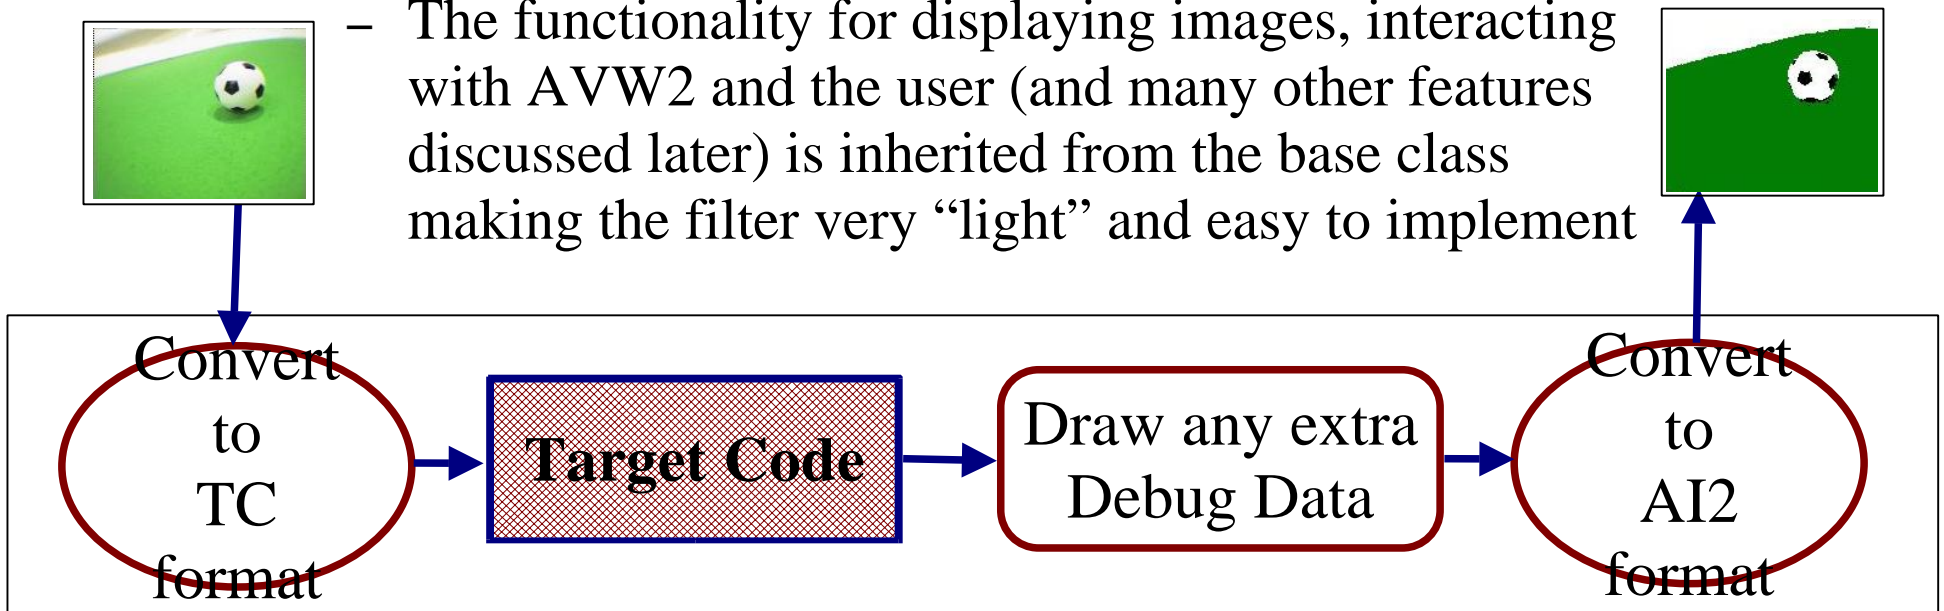 – The functionality for displaying images, interacting
with AVW2 and the user (and many other features
discussed later) is inherited from the base class
making the filter very “light” and easy to implement
Convert
to
TC
format
Target Code
Draw any extra
Debug Data
Convert
to
AI2
format